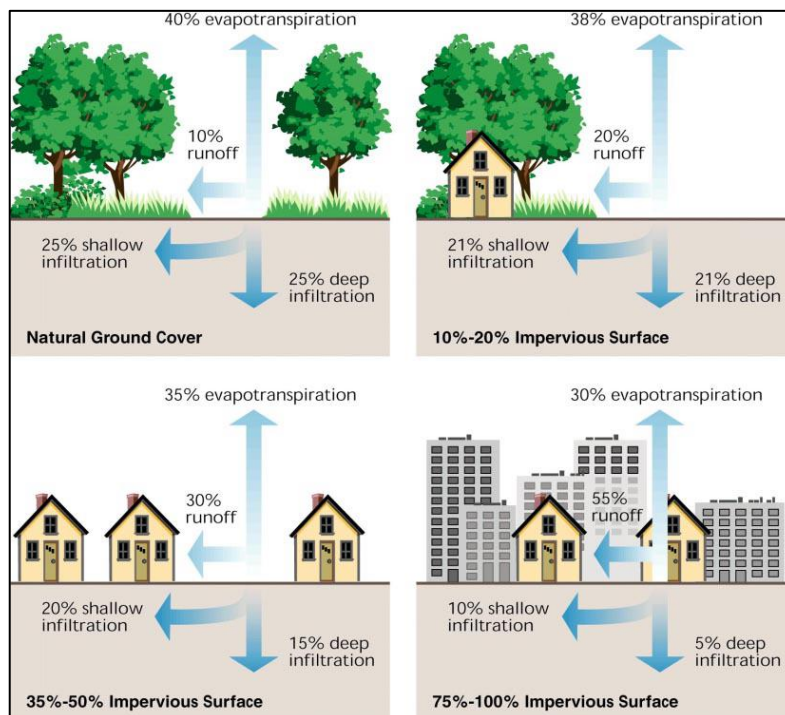 40% evapotranspiration
10%
runoff
25% shallow
infiltration
25% deep
infiltration
Natural Ground Cover
38% evapotranspiration
20%
runoff
21% shallow
infiltration
21% deep
infiltration
10%-20% Impervious Surface
35% evapotranspiration
30%
runoff
20% shallow
infiltration
15% deep
infiltration
35%-50% Impervious Surface
30% evapotranspiration
55%
runoff
10% shallow
infiltration
5% deep
infiltration
75%-100% Impervious Surface